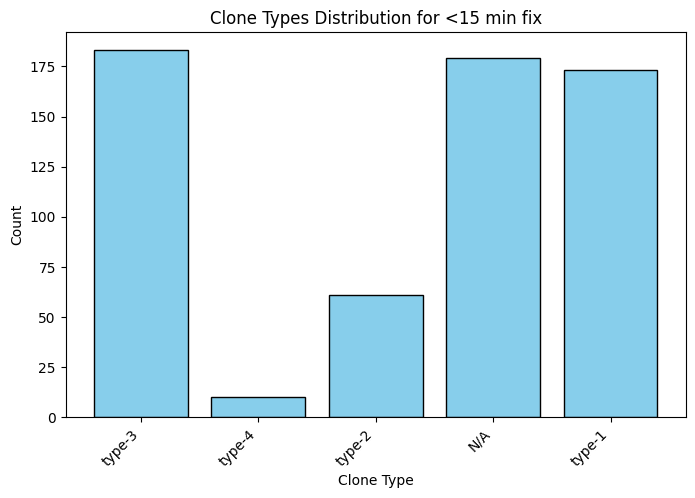 Clone Types Distribution for <15 min fix
Count
175
150
125
100
75
50
25
0
type-3
type-4
type-2
N/A
type-1
Clone Type